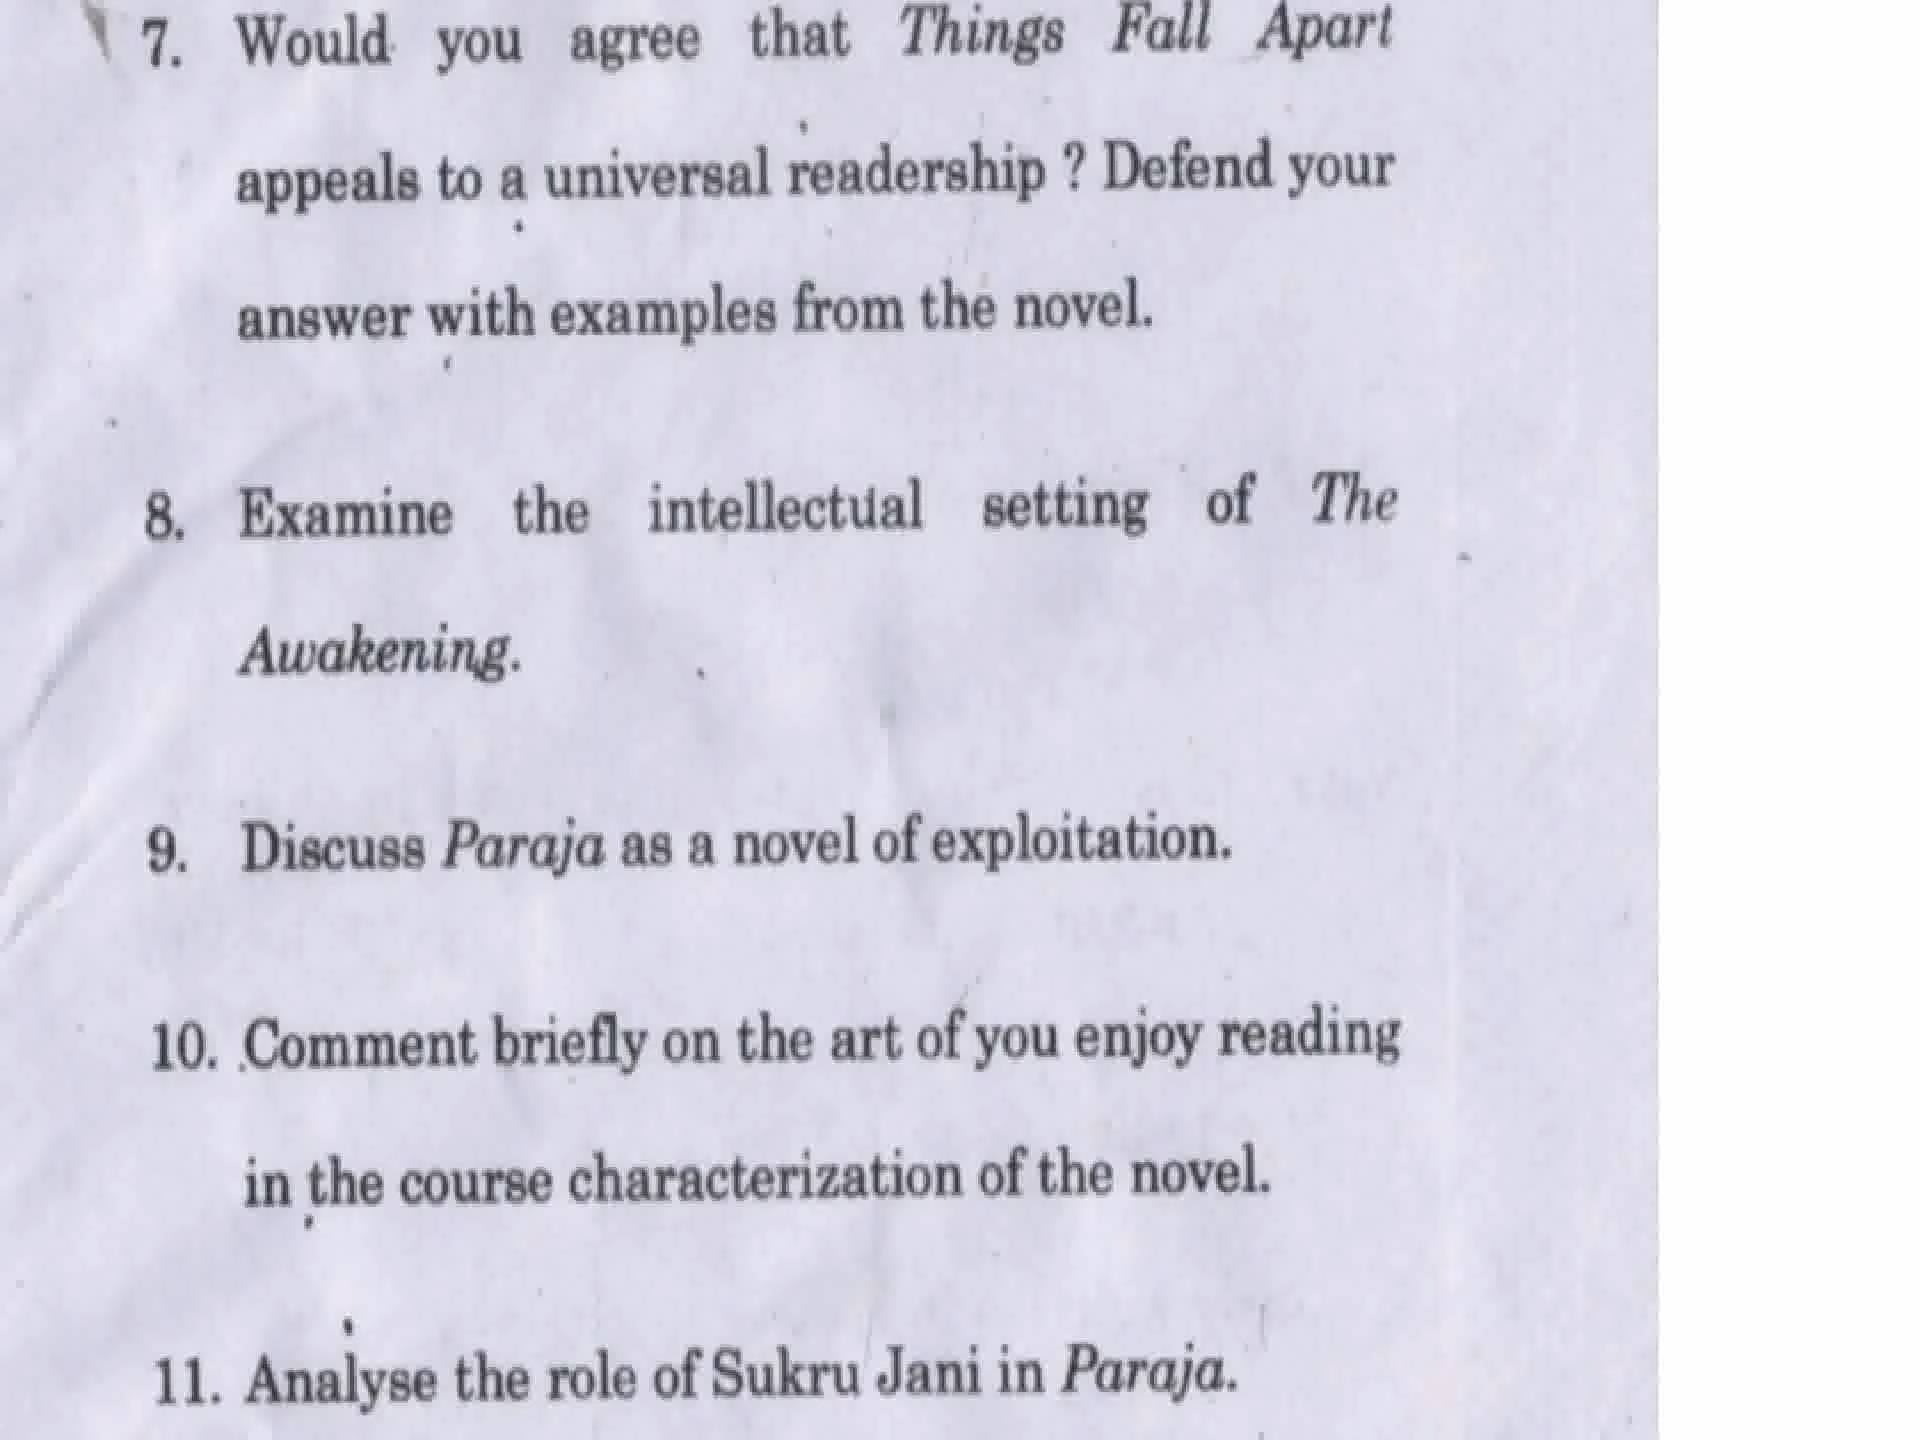 7. Would you agree that Things Fall Apart
appeals to a universal readership ? Defend your
answer with examples from the novel.
8. Examine the intellectual setting of The
Awakening.
9. Discuss Paraja as a novel of exploitation.
10. Comment briefly on the art of you enjoy reading
in the course characterization of the novel.
11. Analyse the role of Sukru Jani in Paraja.